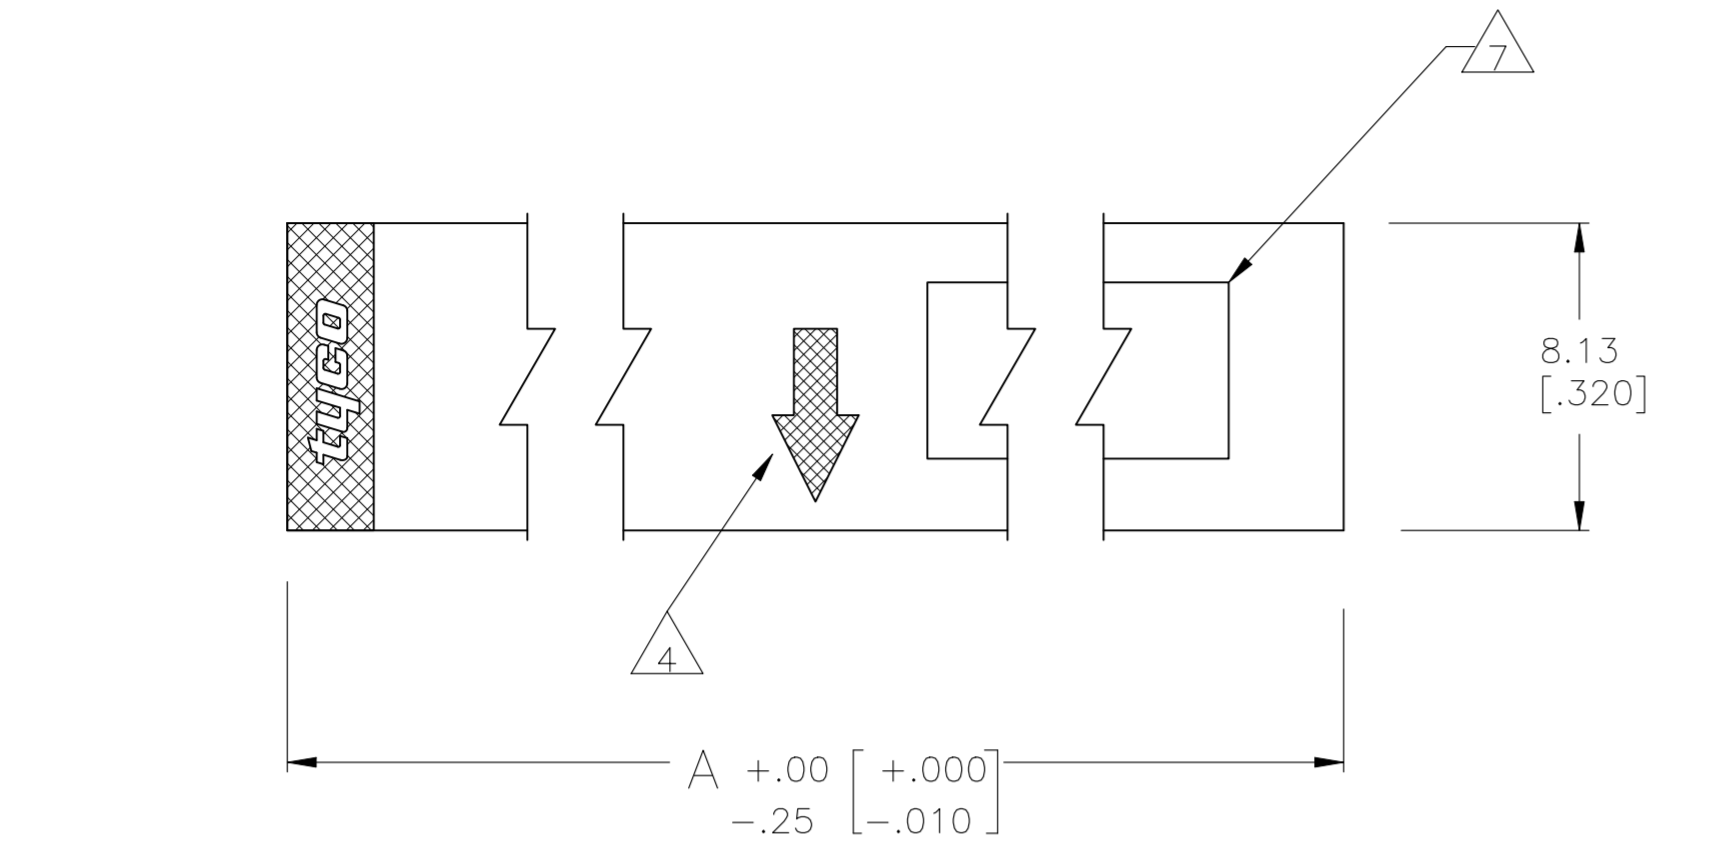 7
tyco
8.13
[.320]
4
A +.00 [ +.000 ]
-.25 [ -.010 ]